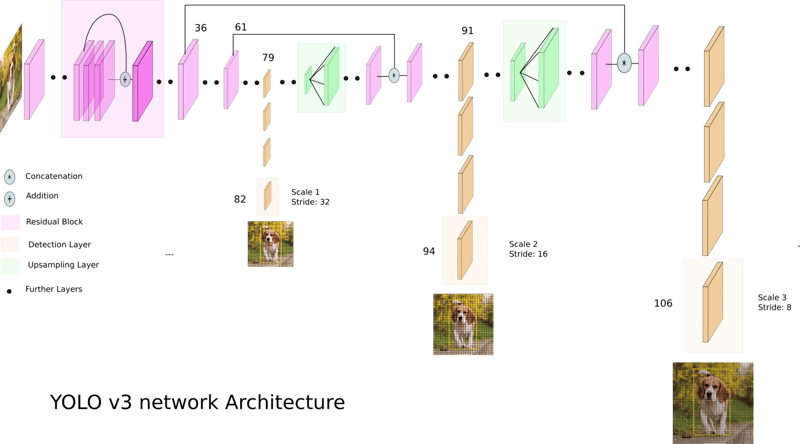 36
61
79
91
Concatenation
Addition
Residual Block
Detection Layer
Upsampling Layer
Further Layers
82
Scale 1
Stride: 32
94
Scale 2
Stride: 16
106
Scale 3
Stride: 8
...
YOLO v3 network Architecture